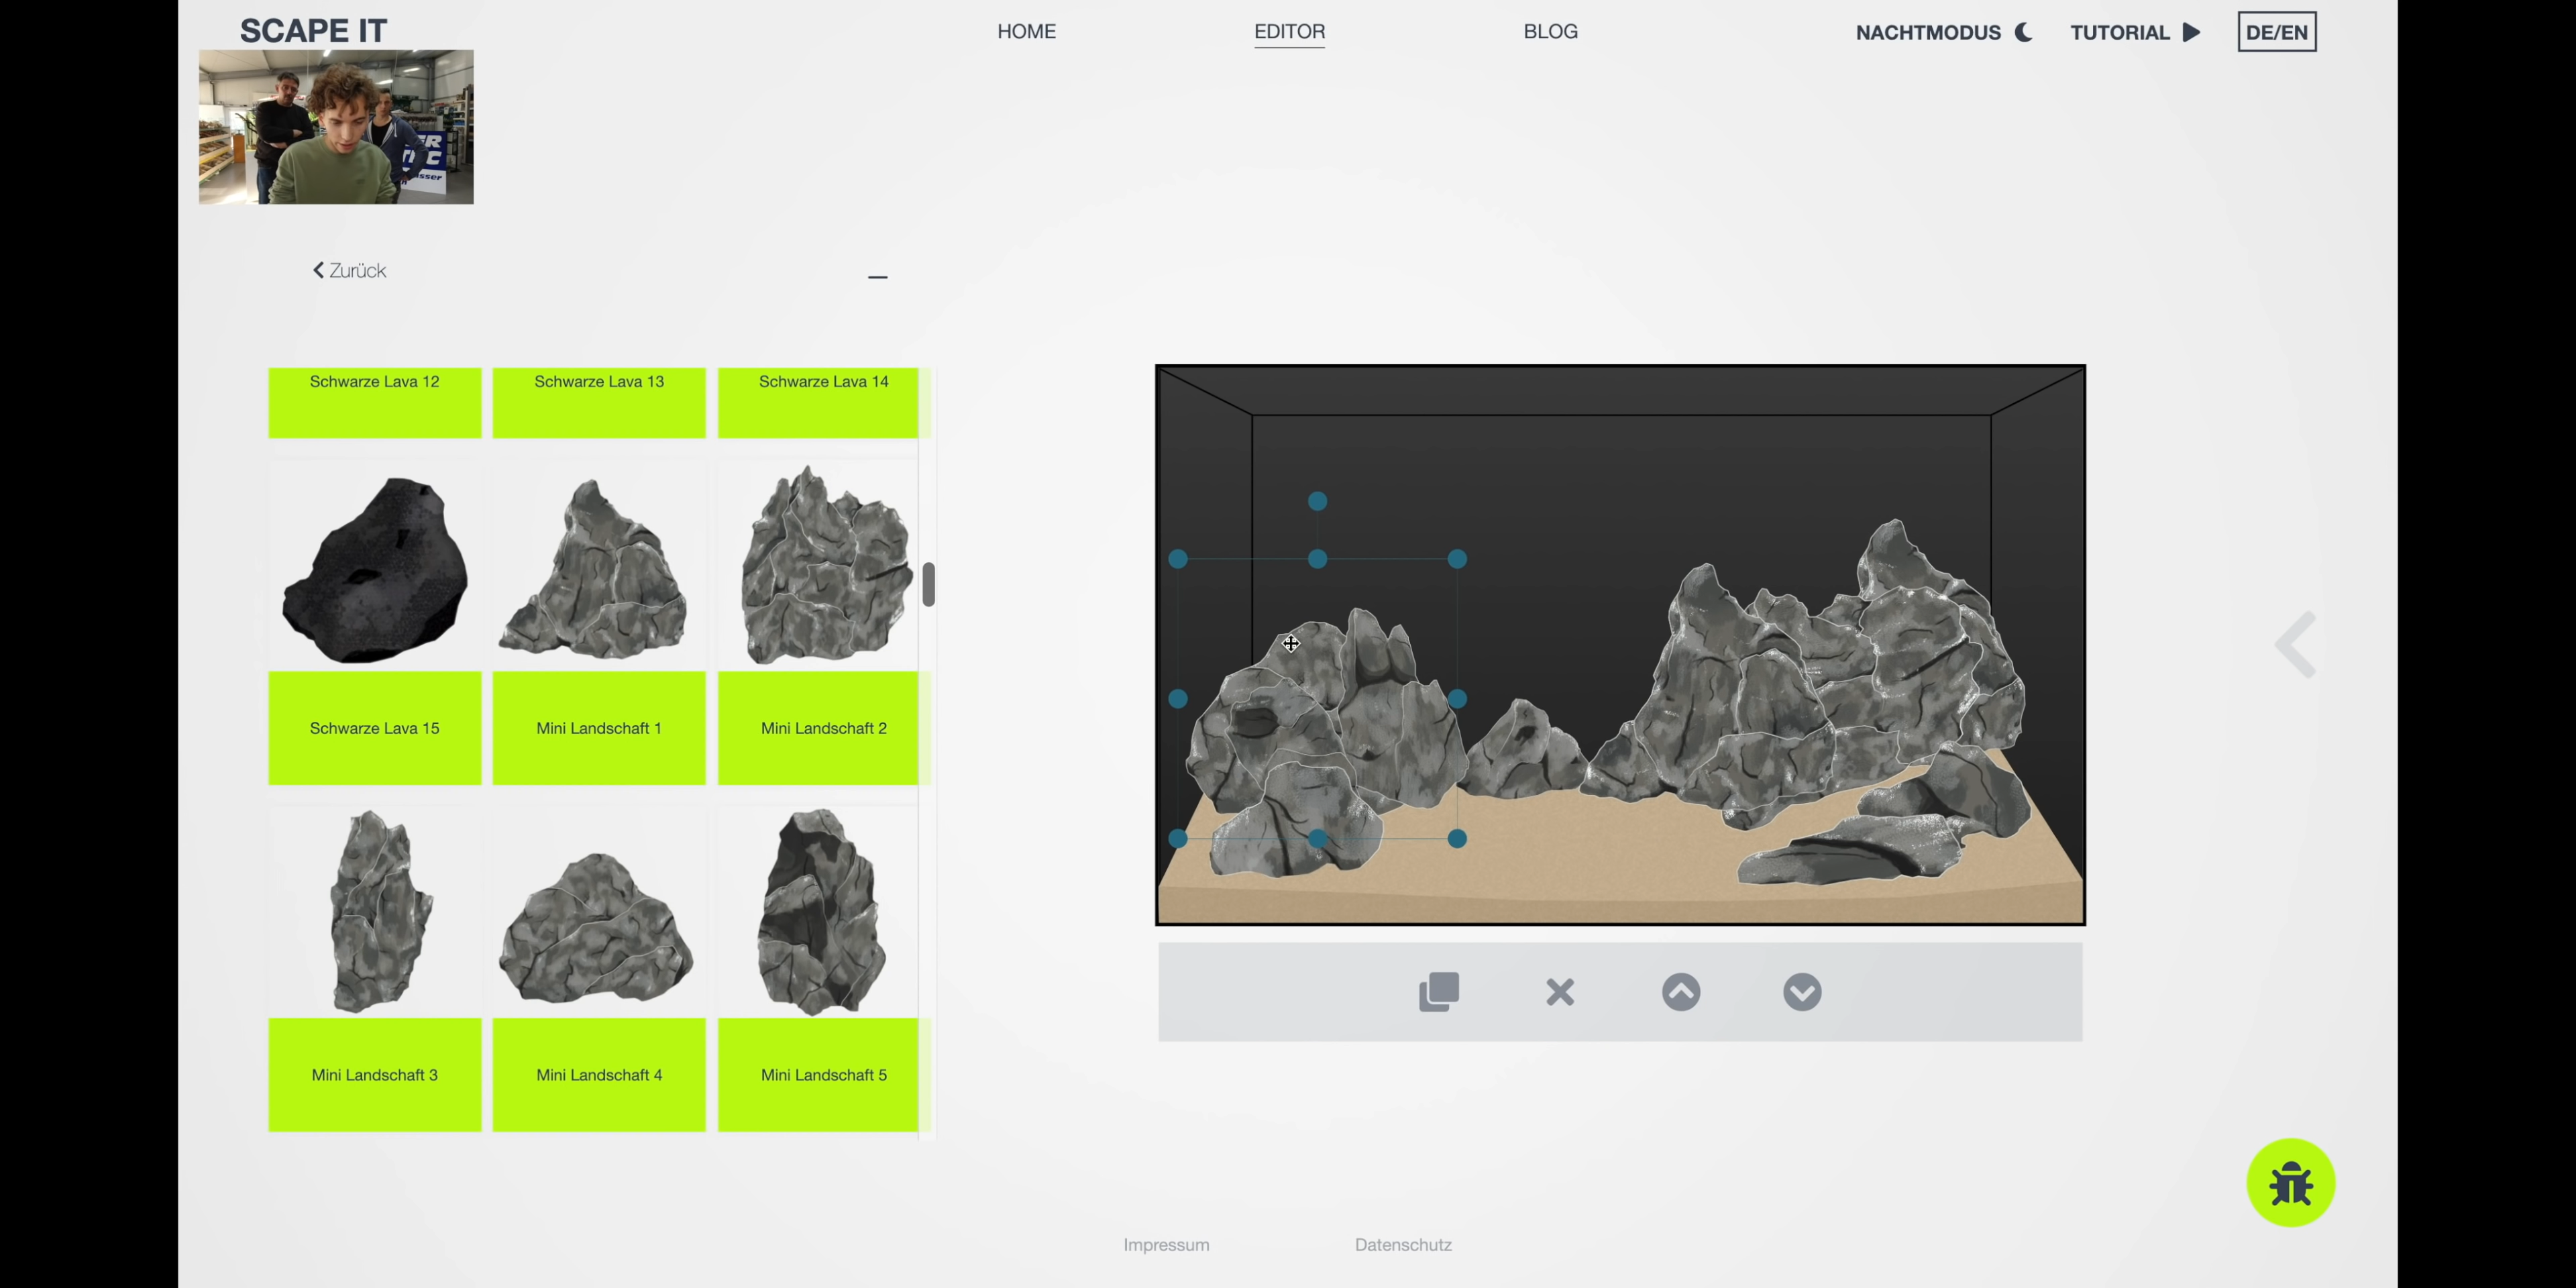 SCAPE IT
HOME
EDITOR
BLOG
NACHTMODUS
TUTORIAL
DE/EN
Zurück
Schwarze Lava 12
Schwarze Lava 13
Schwarze Lava 14
Schwarze Lava 15
Mini Landschaft 1
Mini Landschaft 2
Mini Landschaft 3
Mini Landschaft 4
Mini Landschaft 5
Impressum
Datenschutz